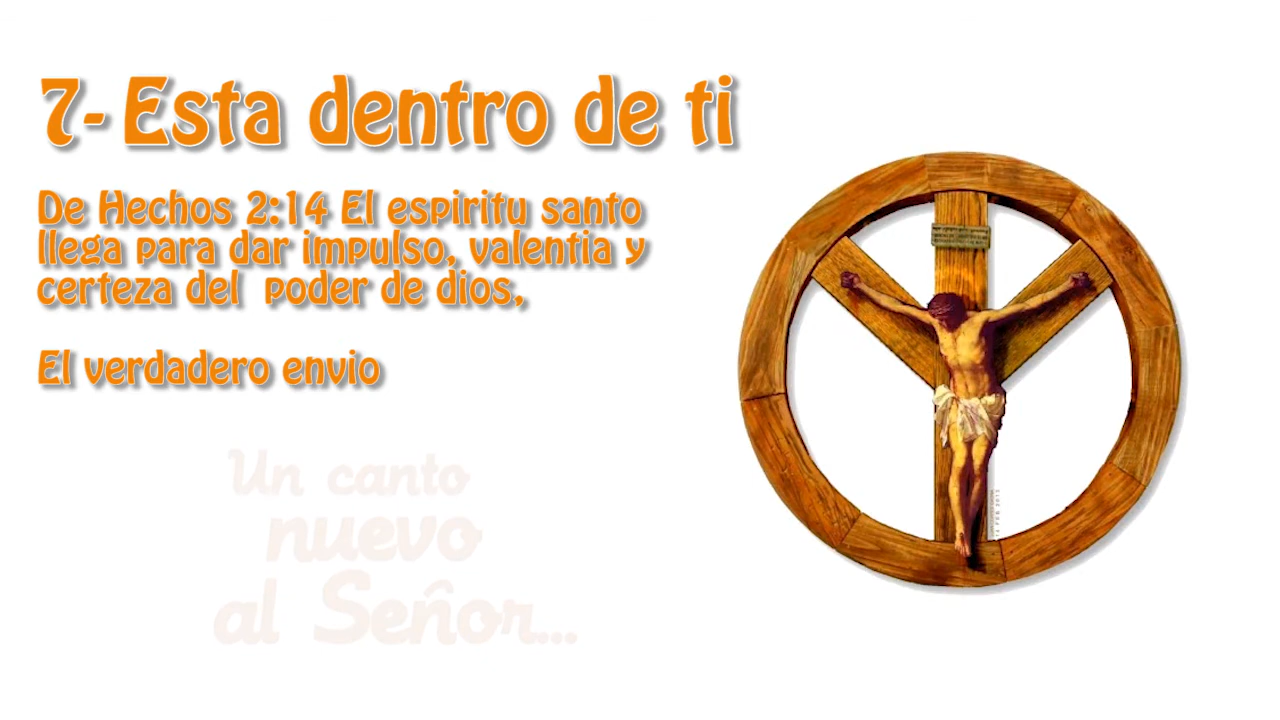 7- Esta dentro de ti
De Hechos 2:14 El espiritu santo
llega para dar impulso, valentia y
certeza del  poder de dios,
El verdadero envio
Un canto
nuevo
al Señor...